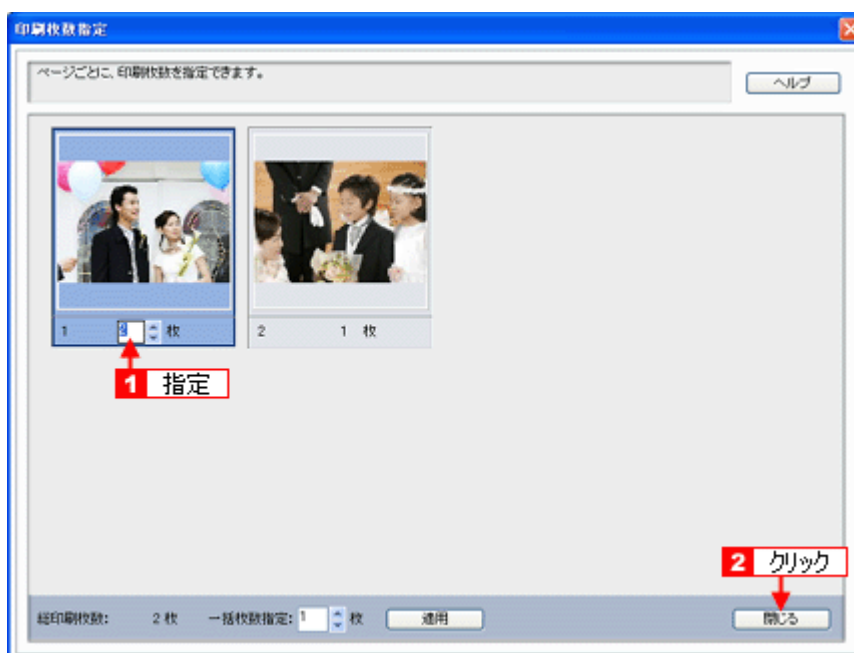 印刷枚数指定
ページごとに、印刷枚数を指定できます。
ヘルプ
1 2 枚
2 1 枚
1 指定
2 クリック
総印刷枚数: 2 枚 一括枚数指定: 1 枚 適用 閉じる